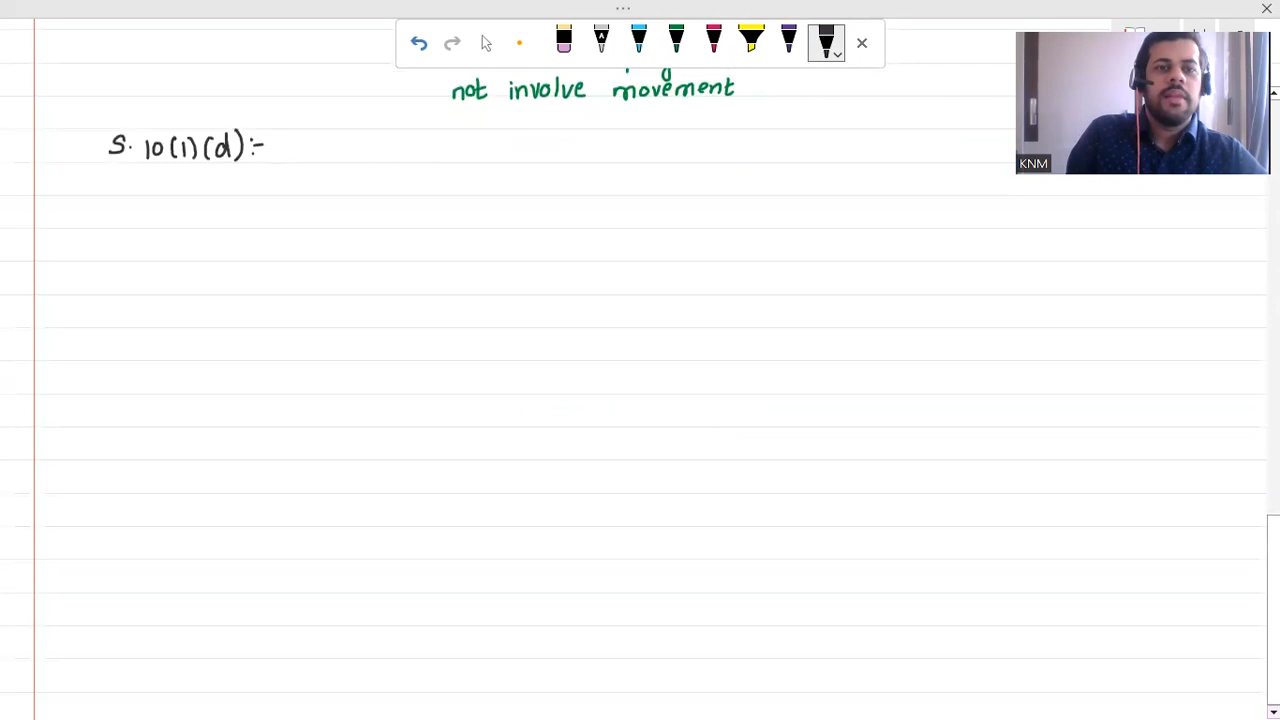 not involve movement
S. 10(1)(d):-
KNM